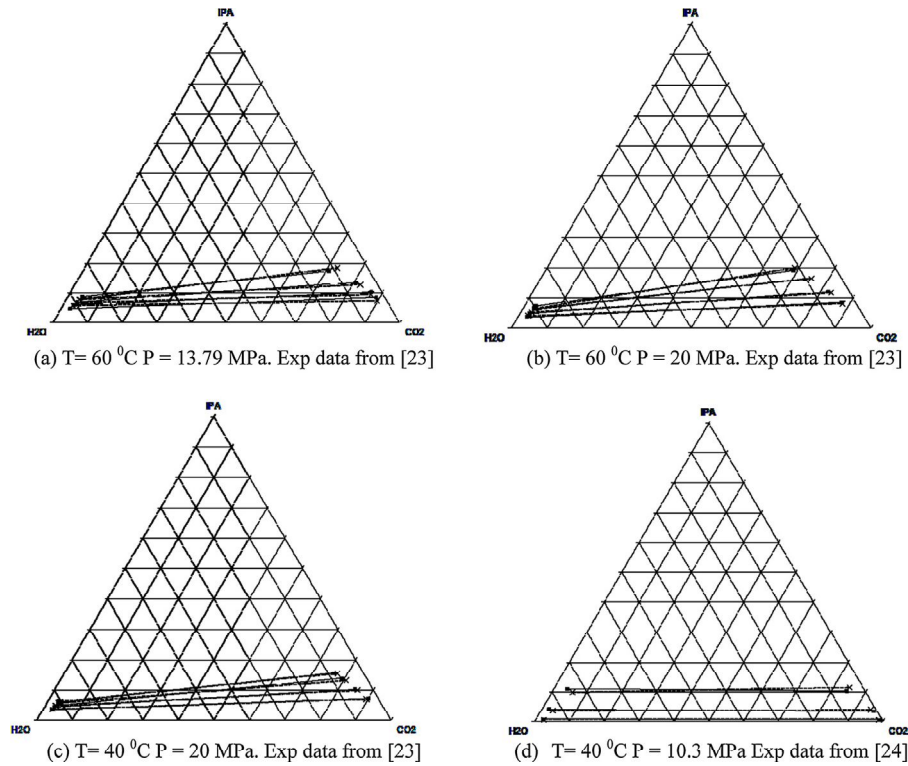 IPA
IPA
H2O
CO2
H2O
CO2
(a) T= 60 ⁰C P = 13.79 MPa. Exp data from [23]
(b) T= 60 ⁰C P = 20 MPa. Exp data from [23]
IPA
IPA
H2O
CO2
H2O
CO2
(c) T= 40 ⁰C P = 20 MPa. Exp data from [23]
(d) T= 40 ⁰C P = 10.3 MPa Exp data from [24]